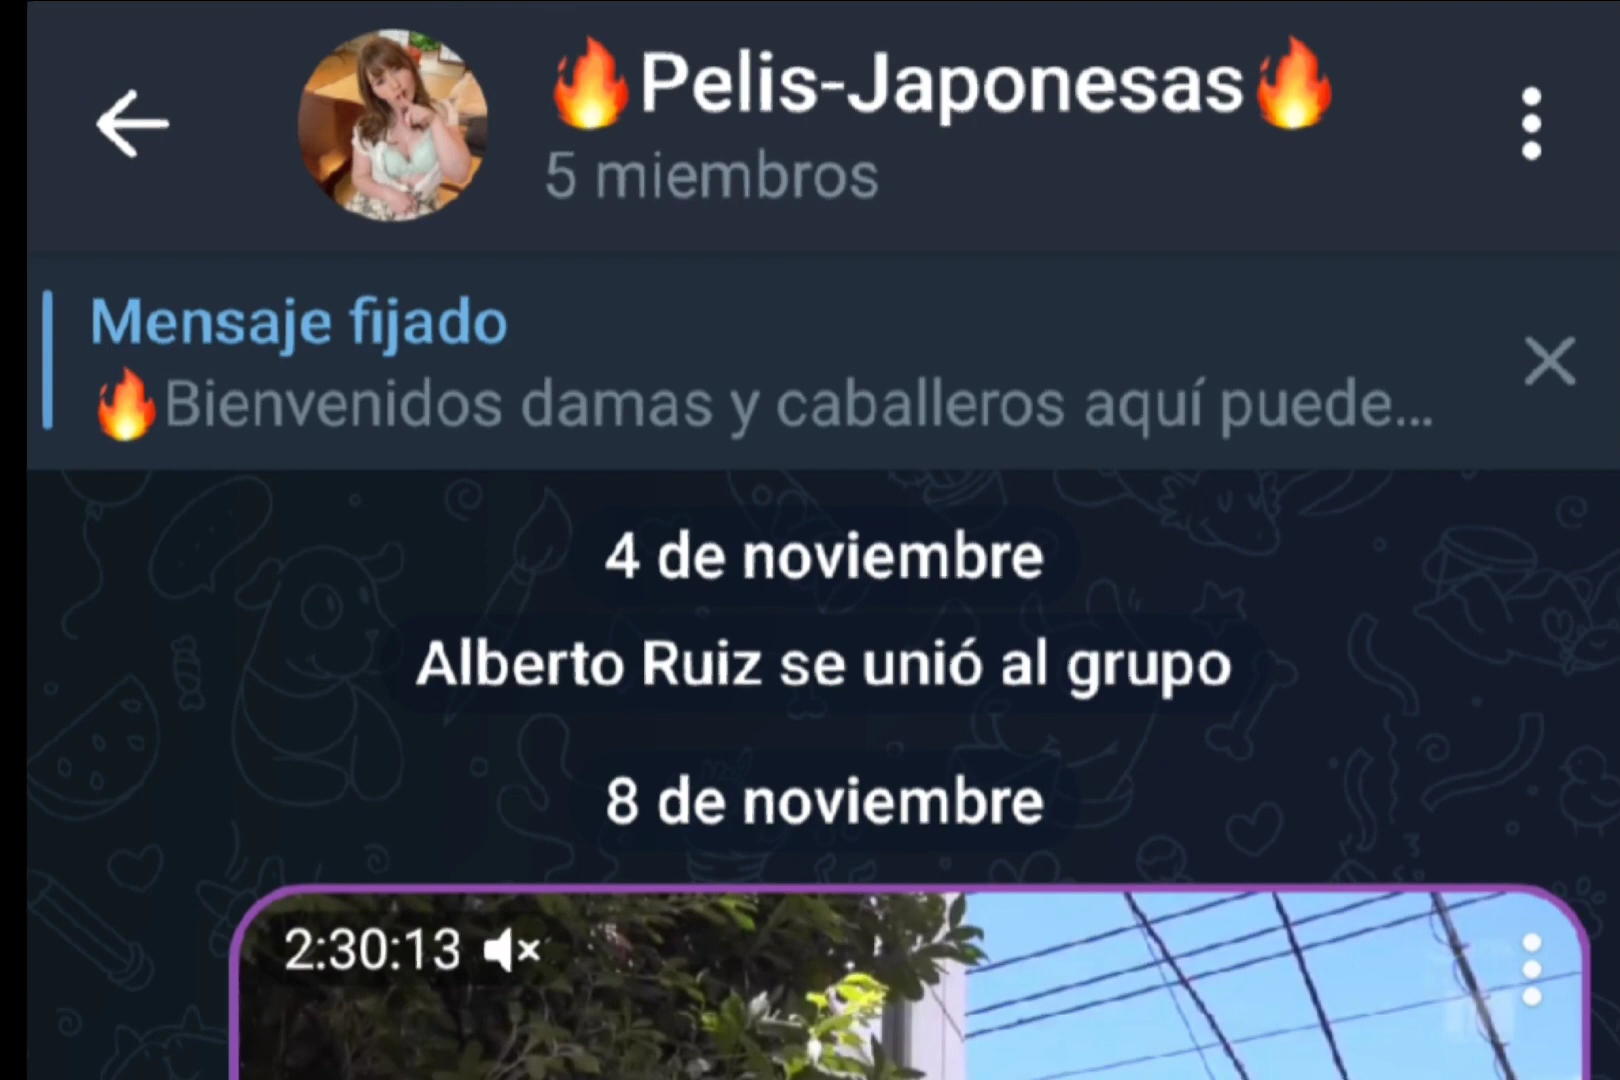 🔥Pelis-Japonesas🔥
5 miembros
Mensaje fijado
🔥Bienvenidos damas y caballeros aquí puede...
4 de noviembre
Alberto Ruiz se unió al grupo
8 de noviembre
2:30:13